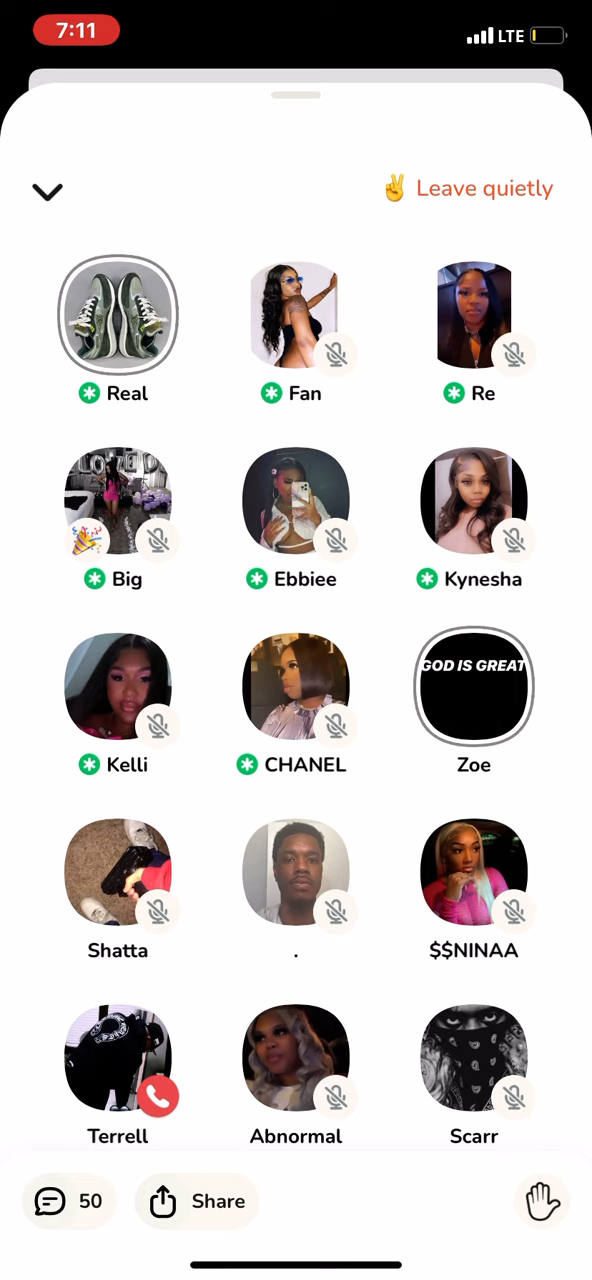 7:11
LTE
✌️ Leave quietly
Real
Fan
Re
Big
Ebbiee
Kynesha
GOD IS GREAT
Kelli
CHANEL
Zoe
Shatta
.
$$NINAA
Terrell
Abnormal
Scarr
50
Share